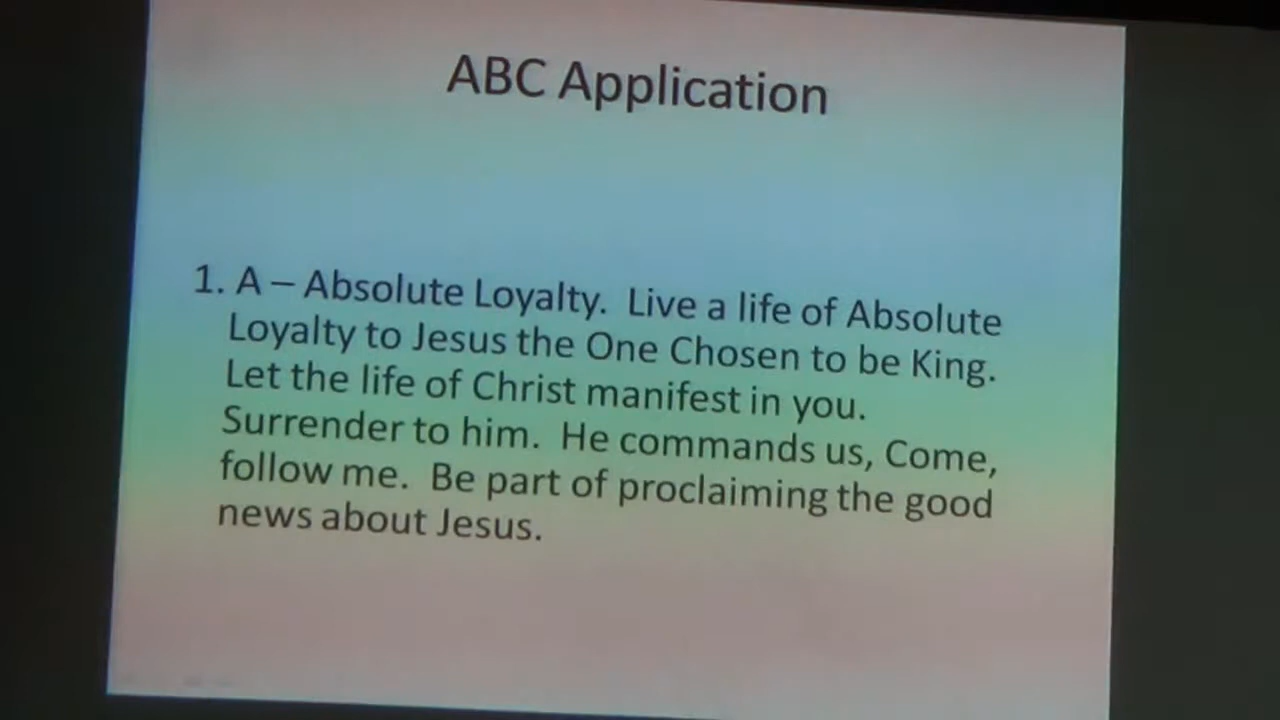 ABC Application
1. A – Absolute Loyalty.  Live a life of Absolute
Loyalty to Jesus the One Chosen to be King.
Let the life of Christ manifest in you.
Surrender to him.  He commands us, Come,
follow me.  Be part of proclaiming the good
news about Jesus.